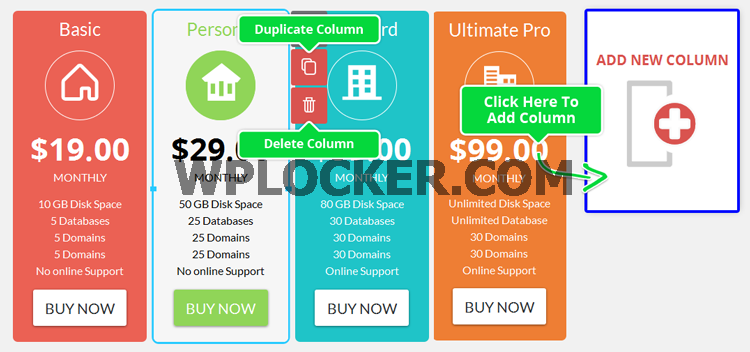 Basic
$19.00
MONTHLY
10 GB Disk Space
5 Databases
5 Domains
5 Domains
No online Support
BUY NOW
Duplicate Column
Delete Column
MONTHLY
50 GB Disk Space
25 Databases
25 Domains
25 Domains
No online Support
BUY NOW
MONTHLY
80 GB Disk Space
30 Databases
30 Domains
30 Domains
Online Support
BUY NOW
Ultimate Pro
$99.00
MONTHLY
Unlimited Disk Space
Unlimited Database
30 Domains
30 Domains
Online Support
BUY NOW
Click Here To
Add Column
ADD NEW COLUMN
WPLOCKER.COM